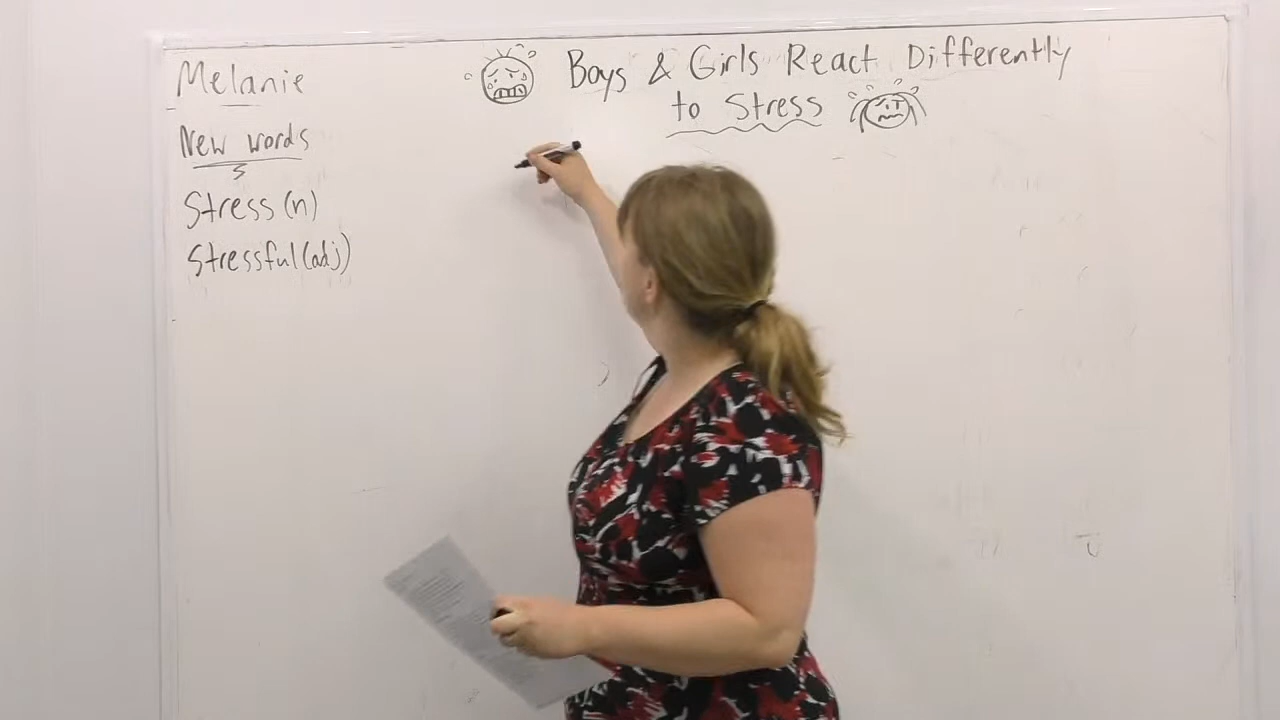 Melanie
Boys & Girls React Differently
to Stress
New words
Stress (n)
Stressful (adj)